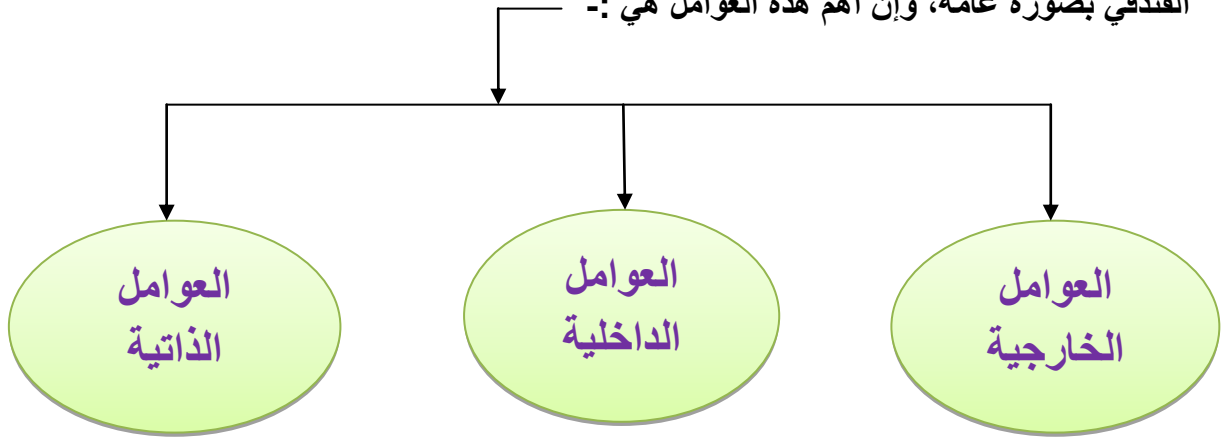 الفندقي بصورة عامة، وإن أهم هذه العوامل هي :-
العوامل
الخارجية
العوامل
الداخلية
العوامل
الذاتية